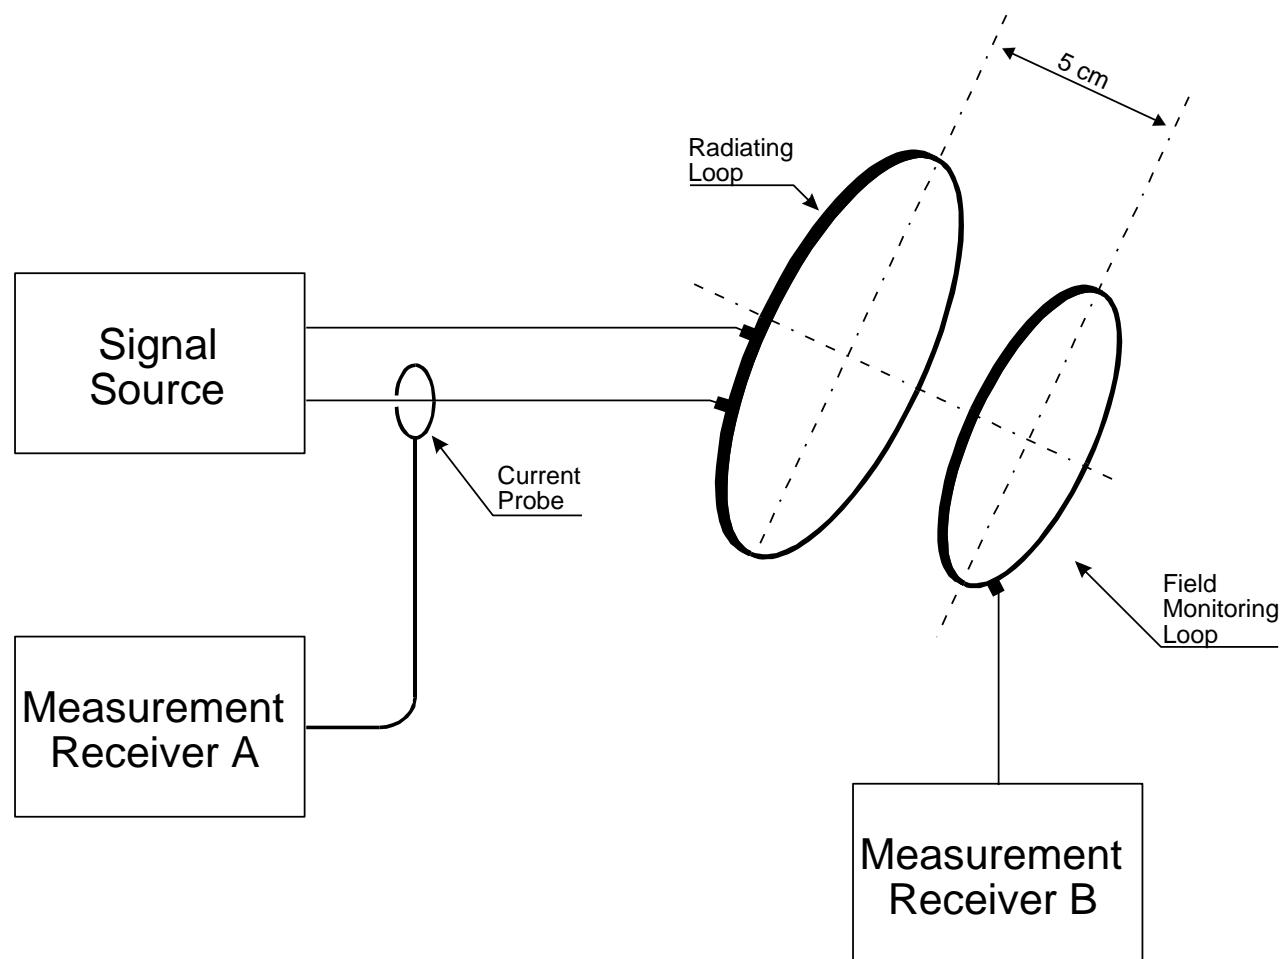 5 cm
Radiating
Loop
Signal
Source
Current
Probe
Field
Monitoring
Loop
Measurement
Receiver A
Measurement
Receiver B